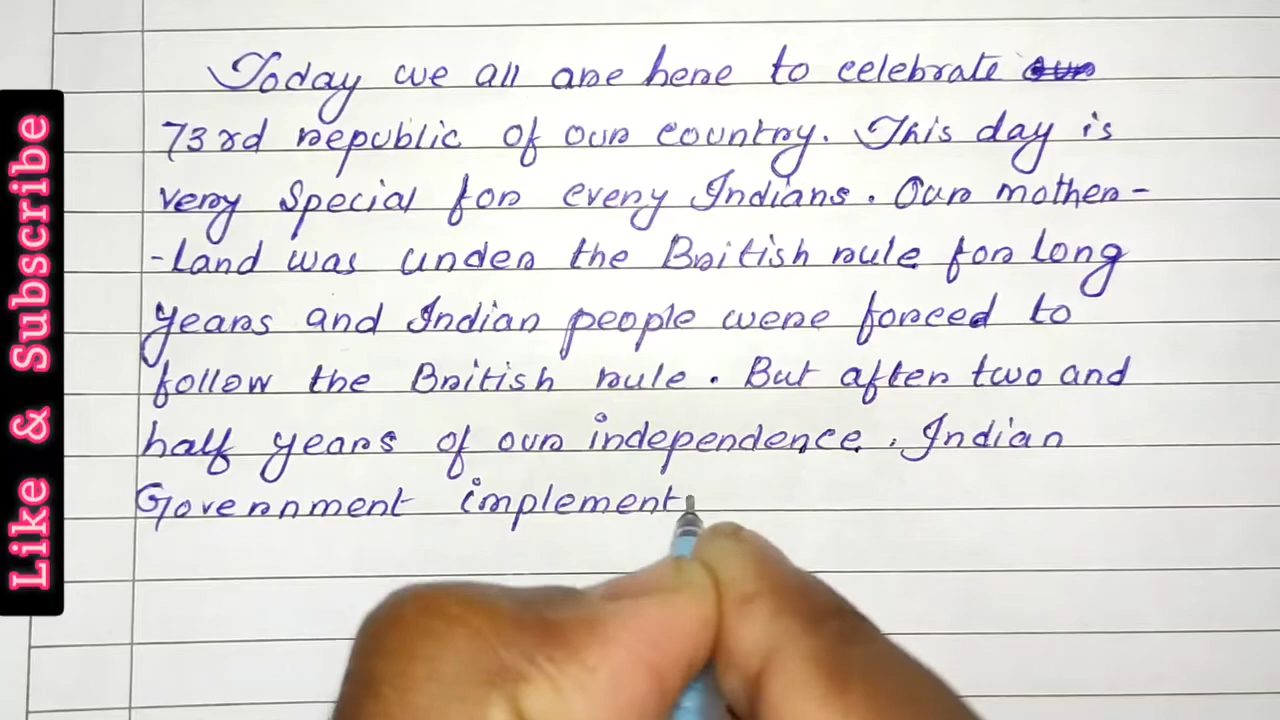 Like & Subscribe
Today we all are here to celebrate our
73rd republic of our country. This day is
very Special for every Indians. Our mother-
-land was under the British rule for long
years and Indian people were forced to
follow the British rule. But after two and
half years of our independence, Indian
Government implement